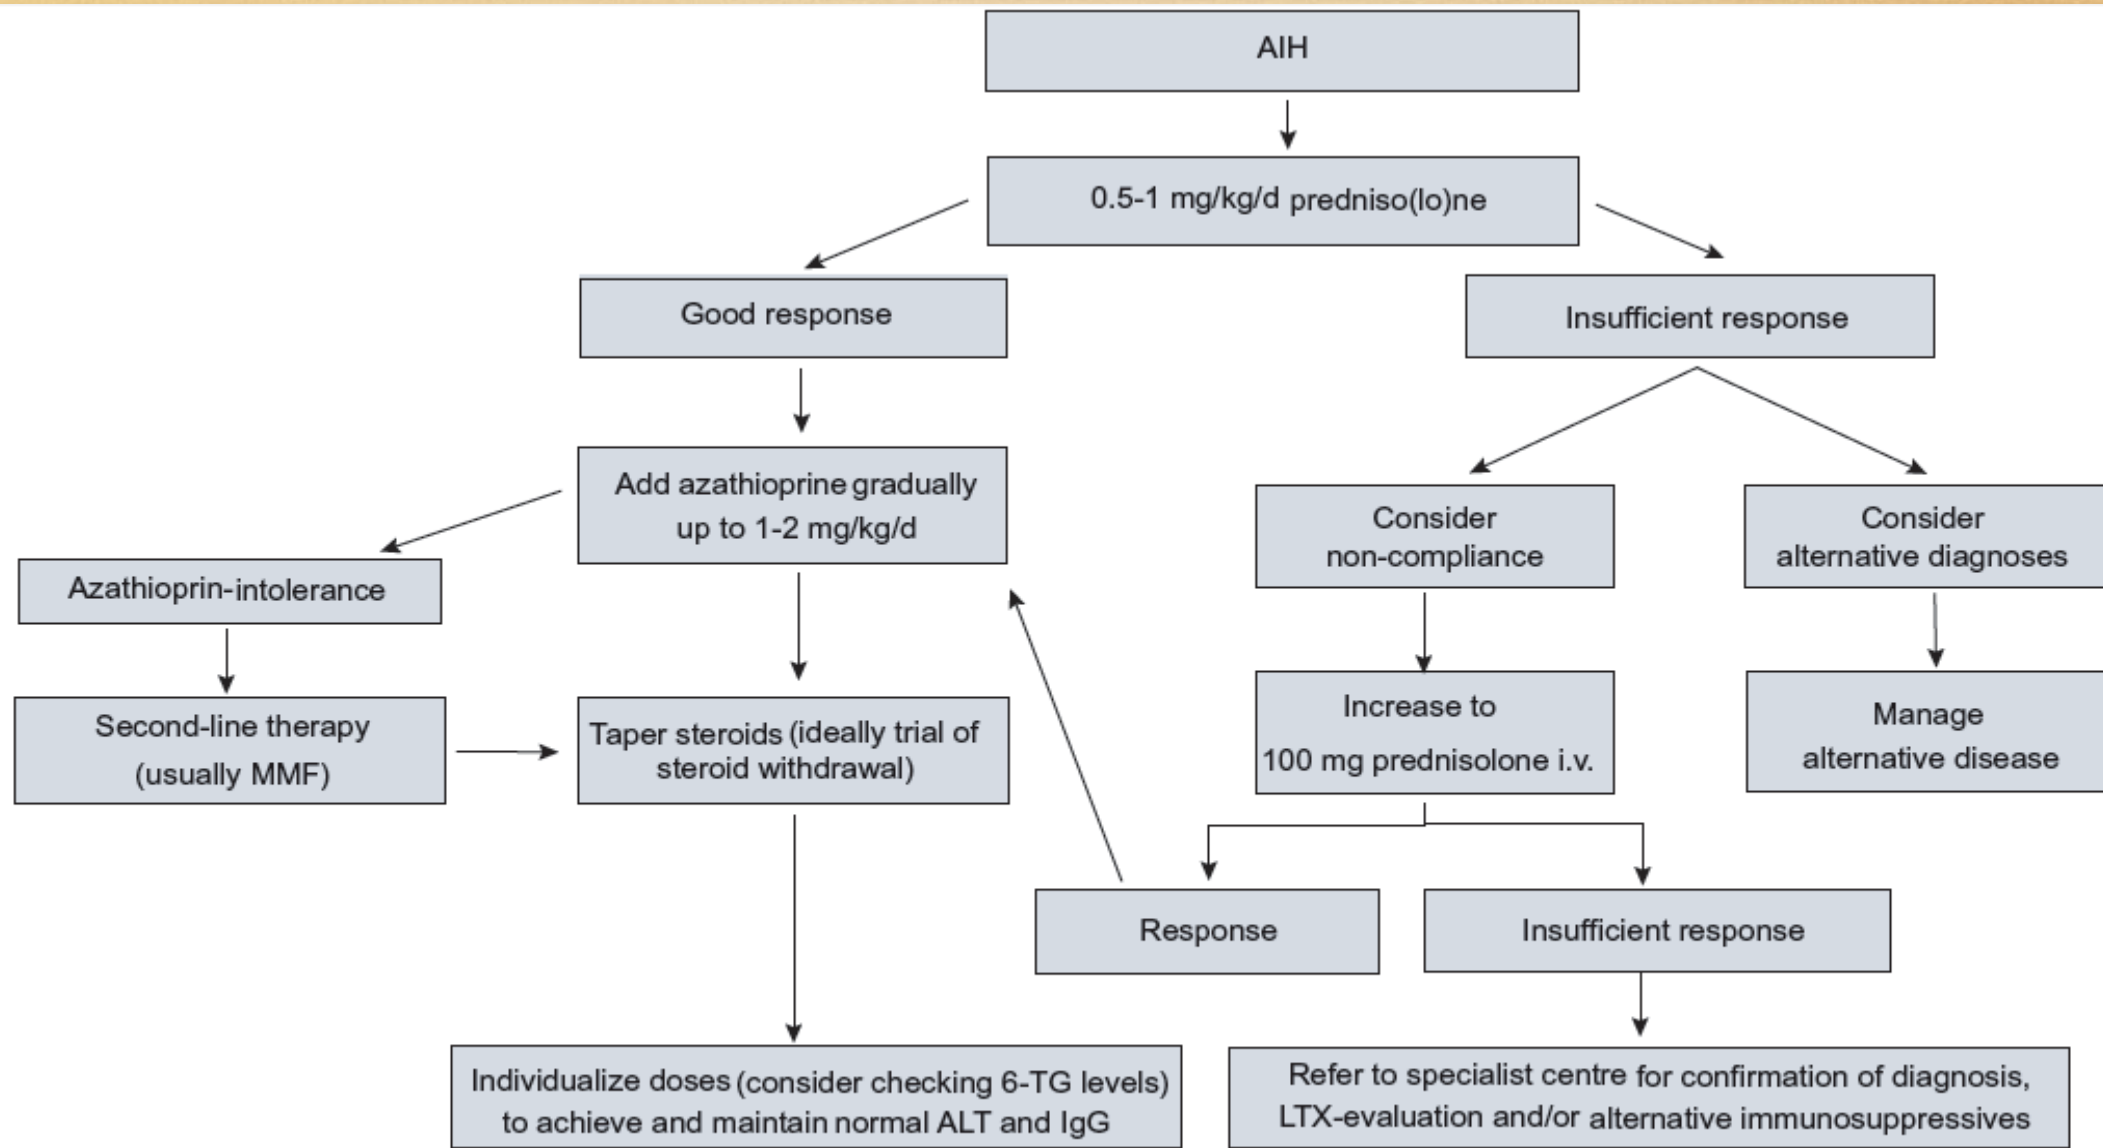 AIH
0.5-1 mg/kg/d predniso(lo)ne
Good response
Insufficient response
Add azathioprine gradually
up to 1-2 mg/kg/d
Consider
non-compliance
Consider
alternative diagnoses
Azathioprin-intolerance
Second-line therapy
(usually MMF)
Taper steroids (ideally trial of
steroid withdrawal)
Increase to
100 mg prednisolone i.v.
Manage
alternative disease
Response
Insufficient response
Individualize doses (consider checking 6-TG levels)
to achieve and maintain normal ALT and IgG
Refer to specialist centre for confirmation of diagnosis,
LTX-evaluation and/or alternative immunosuppressives